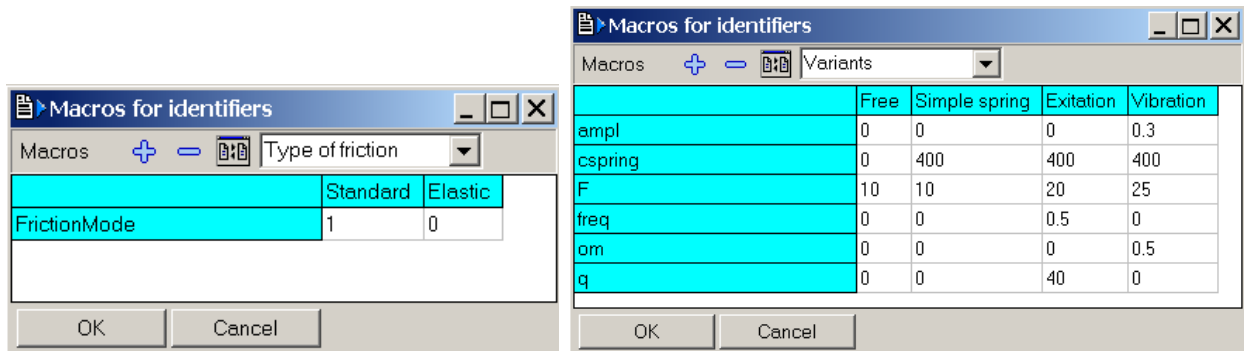 Macros for identifiers
Macros Type of friction
Standard Elastic
FrictionMode 1 0
OK Cancel
Macros for identifiers
Macros Variants
Free Simple spring Exitation Vibration
ampl 0 0 0 0.3
cspring 0 400 400 400
F 10 10 20 25
freq 0 0 0.5 0
om 0 0 0 0.5
q 0 0 40 0
OK Cancel